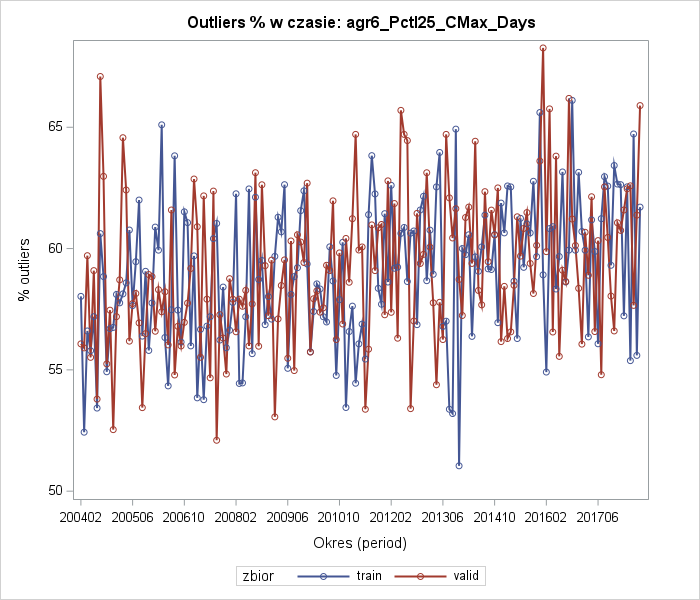 Outliers % w czasie: agr6_Pctl25_CMax_Days
% outliers
65
60
55
50
200402 200506 200610 200802 200906 201010 201202 201306 201410 201602 201706
Okres (period)
zbior train valid